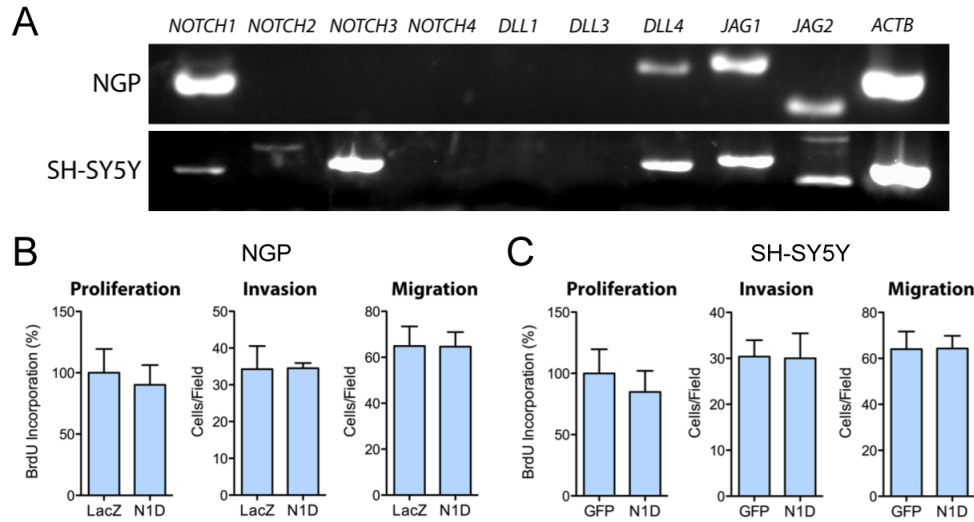 A
NOTCH1 NOTCH2 NOTCH3 NOTCH4 DLL1 DLL3 DLL4 JAG1 JAG2 ACTB
NGP
SH-SY5Y
B NGP
Proliferation Invasion Migration
BrdU Incorporation (%)
150
100
50
0
LacZ N1D
Cells/Field
50
40
30
20
10
0
LacZ N1D
Cells/Field
80
60
40
20
0
LacZ N1D
C SH-SY5Y
Proliferation Invasion Migration
BrdU Incorporation (%)
150
100
50
0
GFP N1D
Cells/Field
40
30
20
10
0
GFP N1D
Cells/Field
80
60
40
20
0
GFP N1D